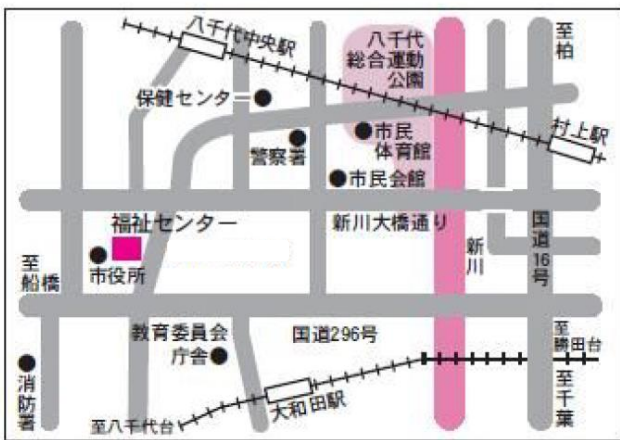 八千代中央駅
八千代
総合運動
公園
至柏
保健センター
村上駅
警察署
市民
体育館
市民会館
福祉センター
新川大橋通り
国道16号
新川
至船橋
市役所
教育委員会
庁舎
国道296号
至
勝田台
消防署
大和田駅
至千葉
至八千代台